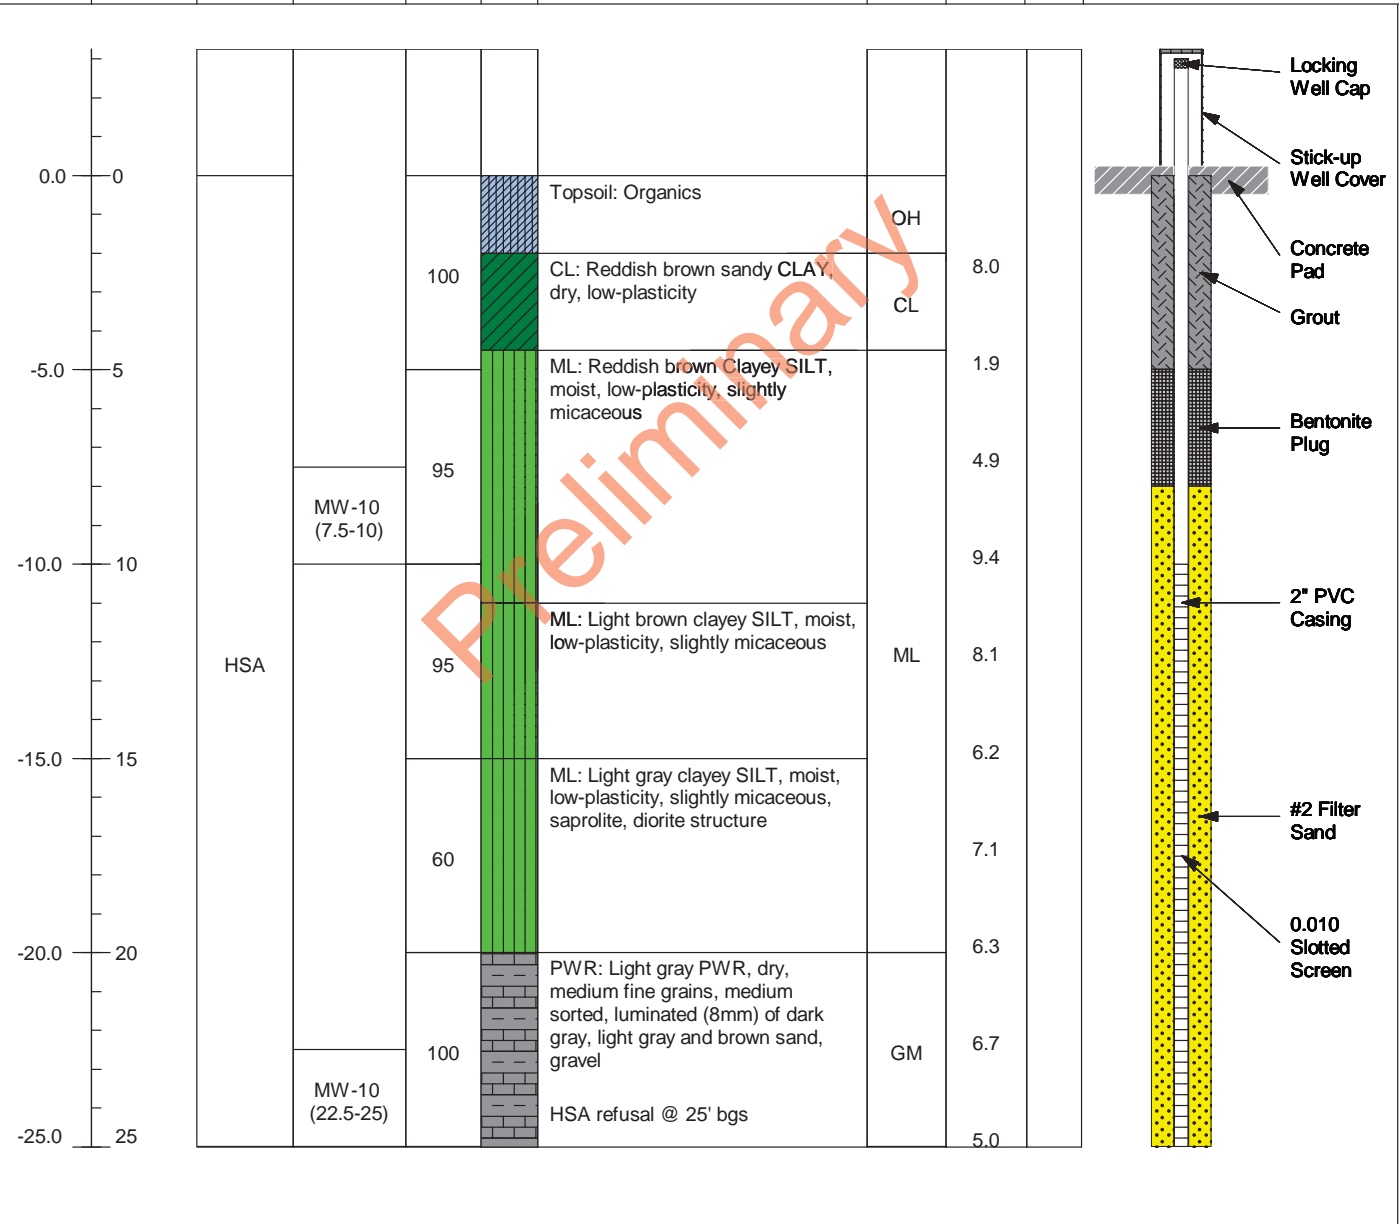 0.0
0
-5.0
5
-10.0
10
-15.0
15
-20.0
20
-25.0
25
HSA
MW-10
(7.5-10)
MW-10
(22.5-25)
100
95
95
60
100
Topsoil: Organics
CL: Reddish brown sandy CLAY,
dry, low-plasticity
ML: Reddish brown Clayey SILT,
moist, low-plasticity, slightly
micaceous
ML: Light brown clayey SILT, moist,
low-plasticity, slightly micaceous
ML: Light gray clayey SILT, moist,
low-plasticity, slightly micaceous,
saprolite, diorite structure
PWR: Light gray PWR, dry,
medium fine grains, medium
sorted, luminated (8mm) of dark
gray, light gray and brown sand,
gravel
HSA refusal @ 25' bgs
OH
CL
ML
GM
8.0
1.9
4.9
9.4
8.1
6.2
7.1
6.3
6.7
5.0
Locking
Well Cap
Stick-up
Well Cover
Concrete
Pad
Grout
Bentonite
Plug
2" PVC
Casing
#2 Filter
Sand
0.010
Slotted
Screen
Preliminary